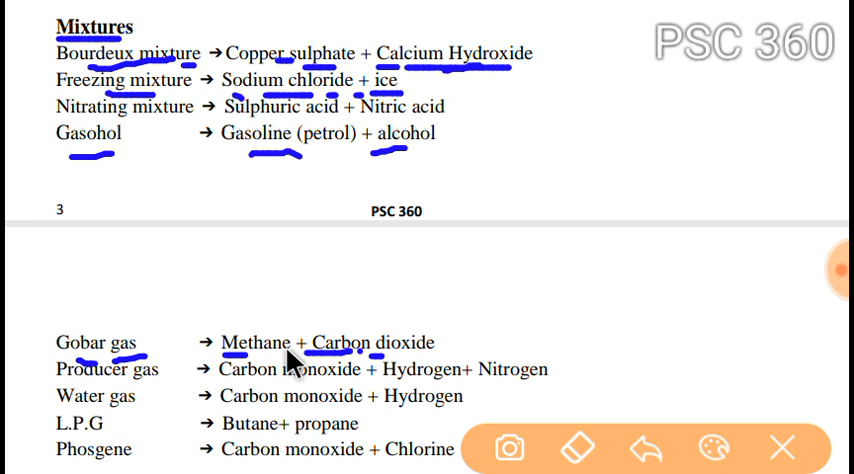 Mixtures
PSC 360
Bourdeux mixture → Copper sulphate + Calcium Hydroxide
Freezing mixture → Sodium chloride + ice
Nitrating mixture → Sulphuric acid + Nitric acid
Gasohol → Gasoline (petrol) + alcohol
3 PSC 360
Gobar gas → Methane + Carbon dioxide
Producer gas → Carbon monoxide + Hydrogen+ Nitrogen
Water gas → Carbon monoxide + Hydrogen
L.P.G → Butane+ propane
Phosgene → Carbon monoxide + Chlorine